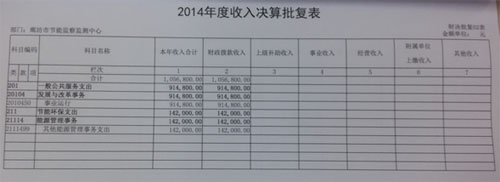 2014年度收入决算批复表
财决批复02表
部门：廊坊市节能监察监测中心 金额单位：元
科目编码 科目名称 本年收入合计 财政拨款收入 上级补助收入 事业收入 经营收入 附属单位上缴收入 其他收入
类 款 项 栏次 1 2 3 4 5 6 7
合计 1,056,800.00 1,056,800.00
201 一般公共服务支出 914,800.00 914,800.00
20104 发展与改革事务 914,800.00 914,800.00
2010450 事业运行 914,800.00 914,800.00
211 节能环保支出 142,000.00 142,000.00
21114 能源管理事务 142,000.00 142,000.00
2111499 其他能源管理事务支出 142,000.00 142,000.00